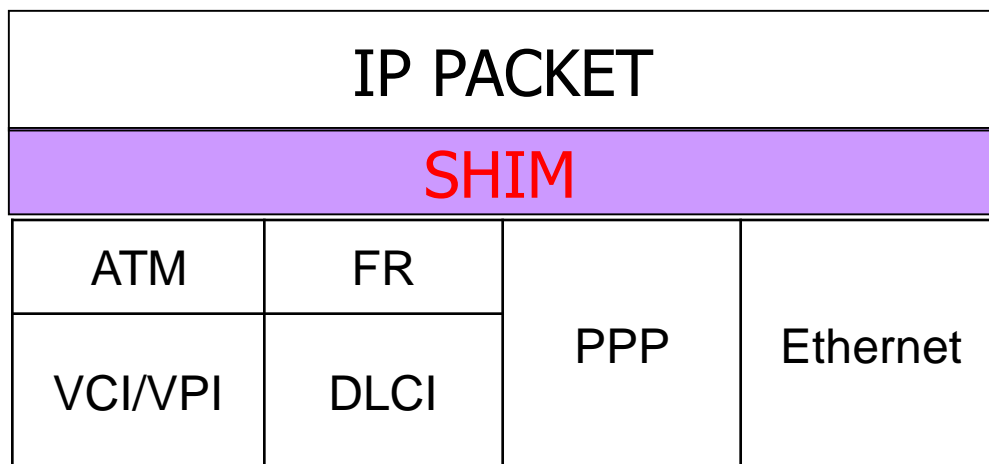 IP PACKET
SHIM
ATM
FR
PPP
Ethernet
VCI/VPI
DLCI